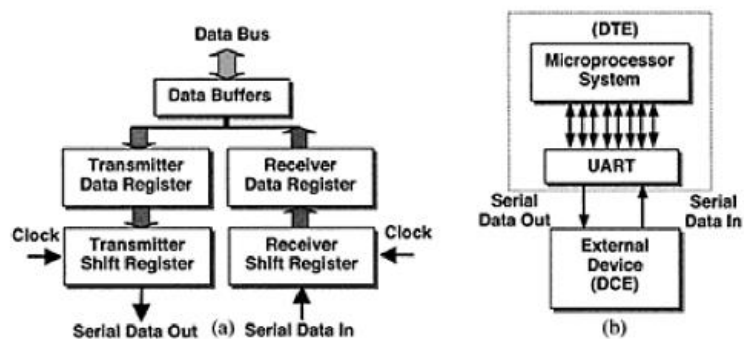 Data Bus
Data Buffers
Transmitter
Data Register
Receiver
Data Register
Clock
Transmitter
Shift Register
Receiver
Shift Register
Clock
Serial Data Out
(a)
Serial Data In
(DTE)
Microprocessor
System
UART
Serial
Data Out
Serial
Data In
External
Device
(DCE)
(b)